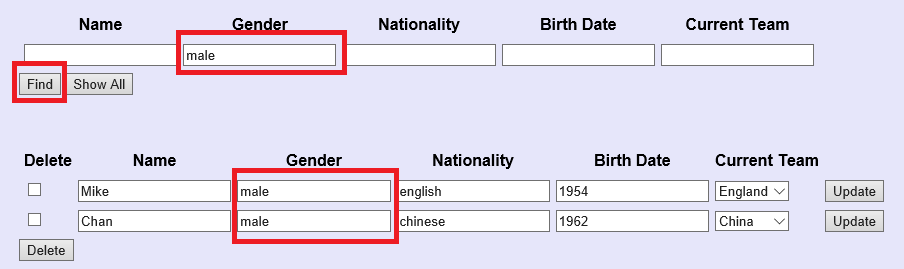 Name Gender Nationality Birth Date Current Team
male
Find Show All
Delete Name Gender Nationality Birth Date Current Team
Mike male english 1954 England Update
Chan male chinese 1962 China Update
Delete